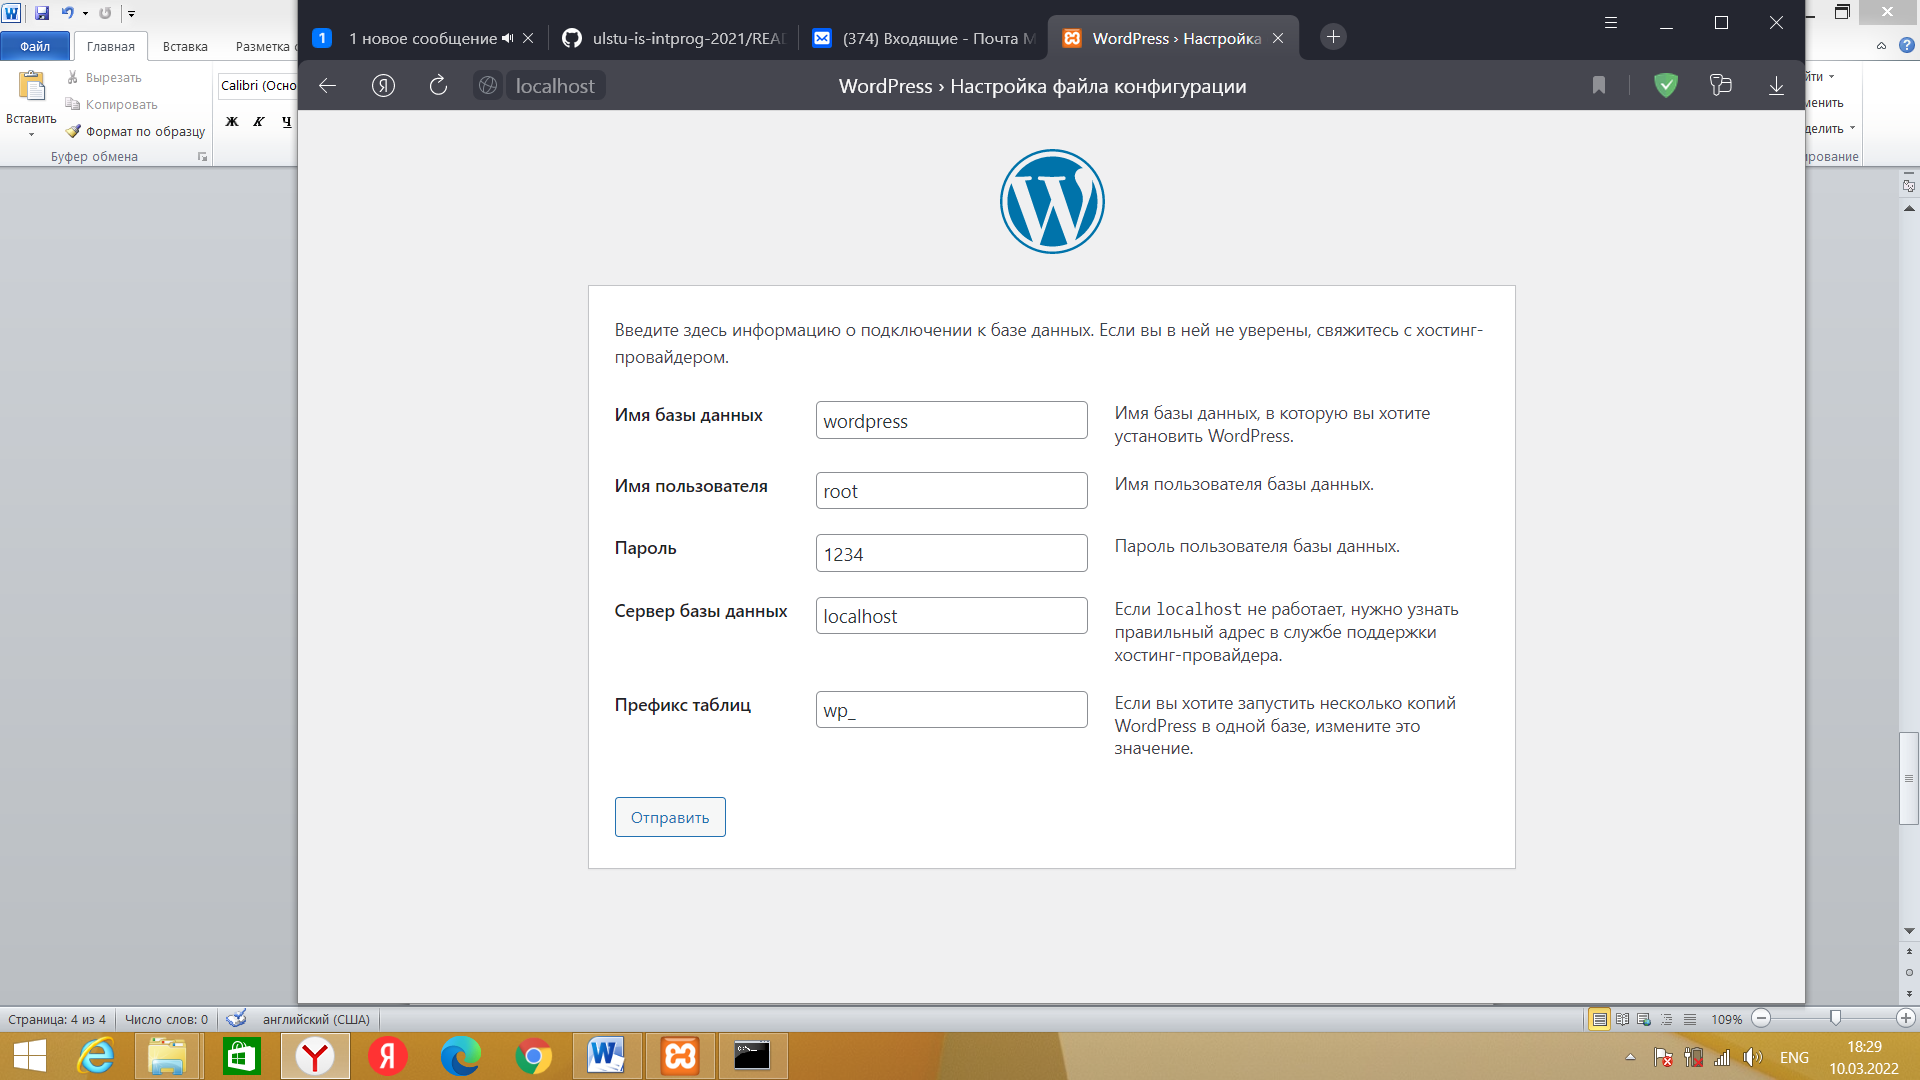 Файл
Главная
Вставка
Разметка с
Вставить
Вырезать
Копировать
Формат по образцу
Буфер обмена
Calibri (Осно
Ж К Ч
1
1 новое сообщение
ulstu-is-intprog-2021/REA
(374) Входящие - Почта М
WordPress › Настройка
localhost
WordPress › Настройка файла конфигурации
йти
менить
делить
рование
Введите здесь информацию о подключении к базе данных. Если вы в ней не уверены, свяжитесь с хостинг-
провайдером.
Имя базы данных
wordpress
Имя базы данных, в которую вы хотите
установить WordPress.
Имя пользователя
root
Имя пользователя базы данных.
Пароль
1234
Пароль пользователя базы данных.
Сервер базы данных
localhost
Если localhost не работает, нужно узнать
правильный адрес в службе поддержки
хостинг-провайдера.
Префикс таблиц
wp_
Если вы хотите запустить несколько копий
WordPress в одной базе, измените это
значение.
Отправить
Страница: 4 из 4
Число слов: 0
английский (США)
109%
ENG
18:29
10.03.2022